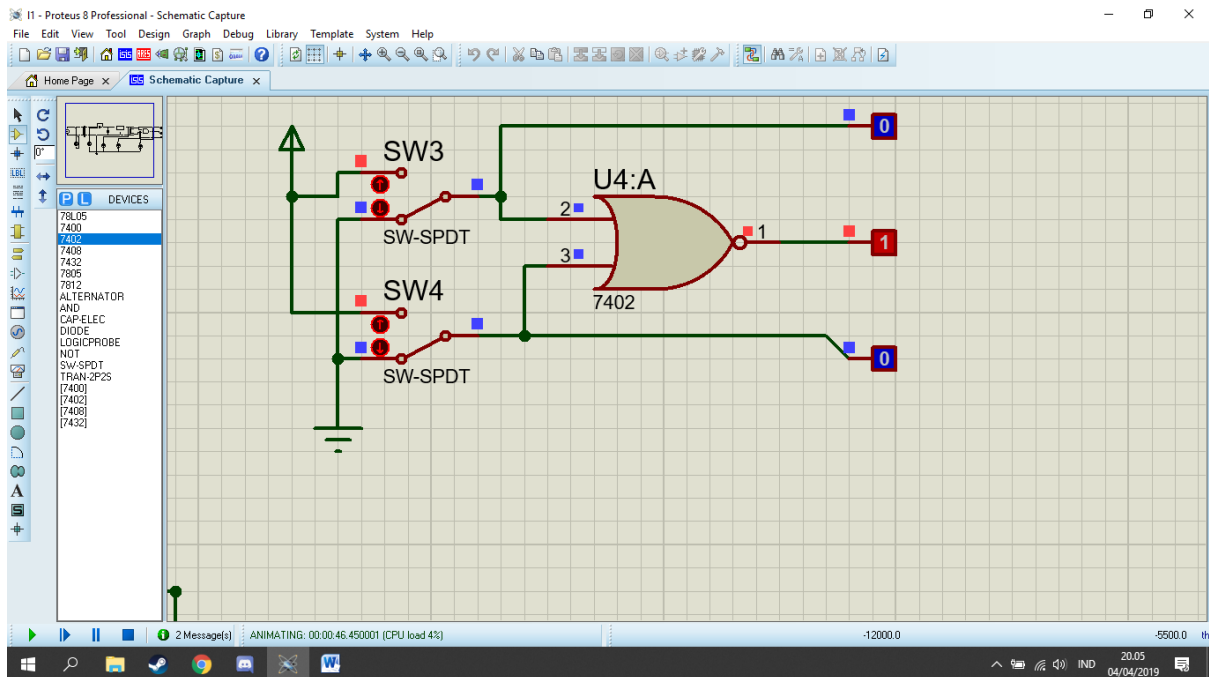 I1 - Proteus 8 Professional - Schematic Capture
File Edit View Tool Design Graph Debug Library Template System Help
Home Page
Schematic Capture
0°
LBL
P L DEVICES
78L05
7400
7402
7408
7432
7805
7812
ALTERNATOR
AND
CAP-ELEC
DIODE
LOGICPROBE
NOT
SW-SPDT
TRAN-2P2S
[7400]
[7402]
[7408]
[7432]
A
S
SW3
SW-SPDT
SW4
SW-SPDT
U4:A
2
3
1
7402
0
1
0
2 Message(s)
ANIMATING: 00:00:46.450001 (CPU load 4%)
-12000.0
-5500.0
th
IND
20.05
04/04/2019